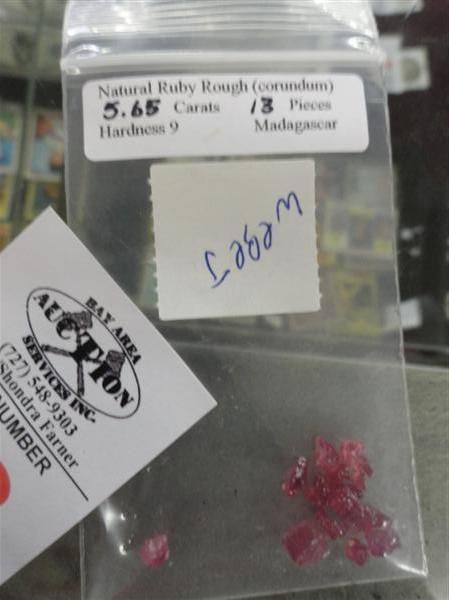 Natural Ruby Rough (corundum)
5.65 Carats 13 Pieces
Hardness 9 Madagascar
BAY AREA
AUCTION
SERVICES INC.
(727) 548-9303
Shondra Farner
NUMBER